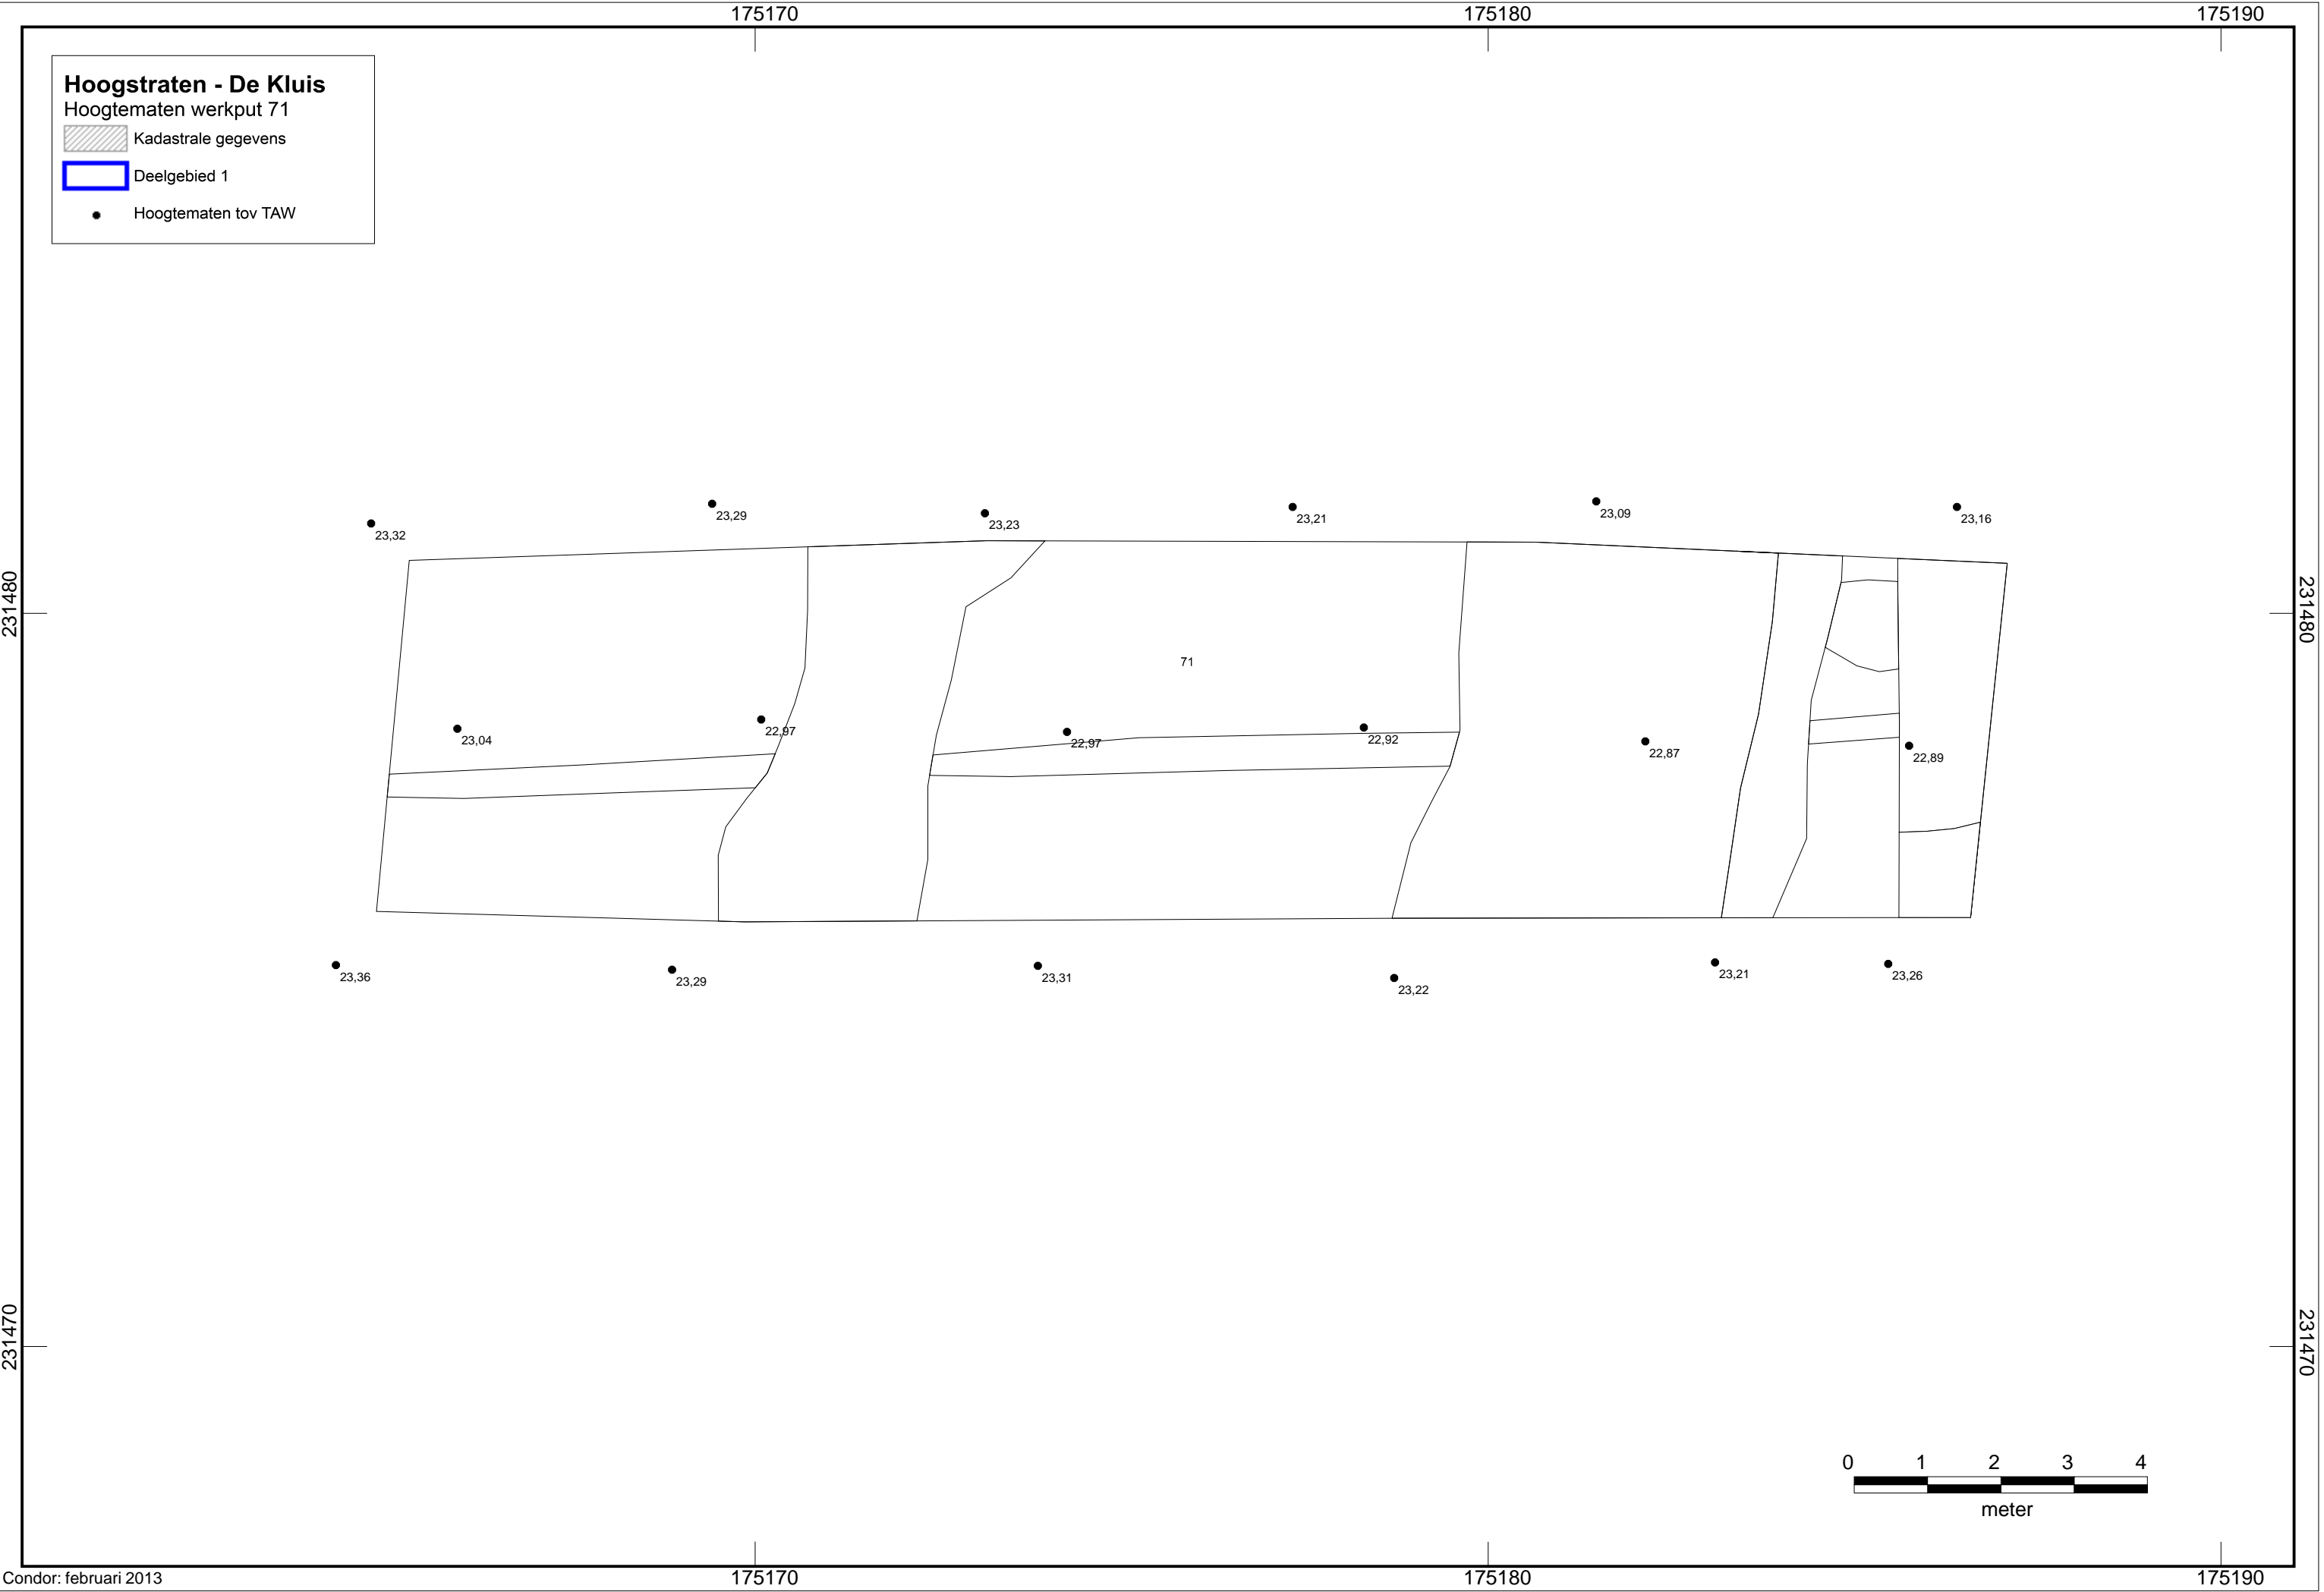 175170 175180 175190
Hoogstraten - De Kluis
Hoogtematen werkput 71
Kadastrale gegevens
Deelgebied 1
Hoogtematen tov TAW
23,32
23,29
23,23
23,21
23,09
23,16
231480
231480
71
23,04
22,97
22,97
22,92
22,87
22,89
23,36
23,29
23,31
23,22
23,21
23,26
231470
231470
0 1 2 3 4
meter
Condor: februari 2013
175170 175180 175190